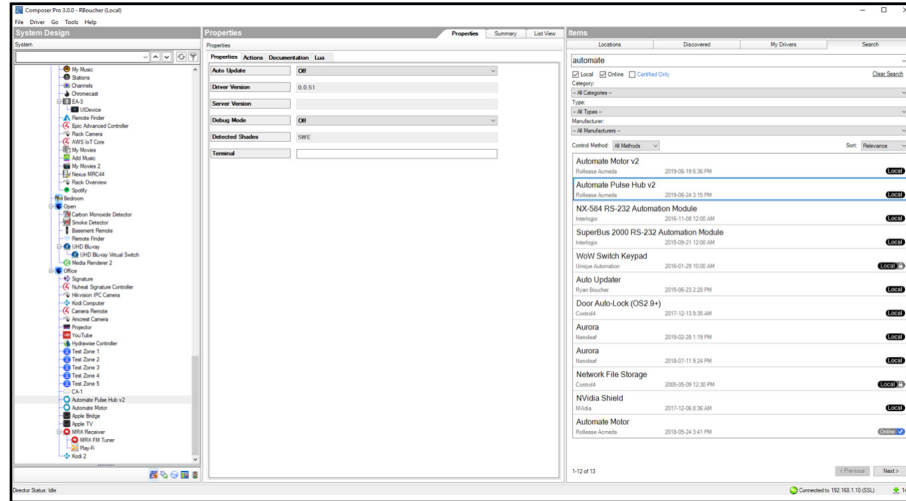 Composer Pro 3.0.0 - RBoucher (Local)
File Driver Go Tools Help
System Design
System
My Music
Stations
Channels
Chromecast
EA-3
UIDevice
Remote Finder
Epic Advanced Controller
Rack Camera
AWS IoT Core
My Movies
Add Music
My Movies 2
Nexus MRC44
Rack Overview
Spotify
Bedroom
Open
Carbon Monoxide Detector
Smoke Detector
Basement Remote
Remote Finder
UHD Blu-ray
UHD Blu-ray Virtual Switch
Media Renderer 2
Office
Signature
Nuheat Signature Controller
Hikvision IPC Camera
Kodi Computer
Camera Remote
Amcrest Camera
Projector
YouTube
Hydrawise Controller
Test Zone 1
Test Zone 2
Test Zone 3
Test Zone 4
Test Zone 5
CA-1
Automate Pulse Hub v2
Automate Motor
Apple Bridge
Apple TV
MRX Receiver
MRX FM Tuner
Play-Fi
Kodi 2
Director Status: Idle
Properties
Properties Summary List View
Properties
Properties Actions Documentation Lua
Auto Update Off
Driver Version 0.0.51
Server Version
Debug Mode Off
Detected Shades SWE
Terminal
Items
Locations Discovered My Drivers Search
automate
Local Online Certified Only Clear Search
Category:
-- All Categories --
Type:
-- All Types --
Manufacturer:
-- All Manufacturers --
Control Method: All Methods Sort: Relevance
Automate Motor v2
Rollease Acmeda 2019-06-19 6:36 PM Local
Automate Pulse Hub v2
Rollease Acmeda 2019-06-24 3:15 PM Local
NX-584 RS-232 Automation Module
Interlogix 2016-11-08 12:00 AM Local
SuperBus 2000 RS-232 Automation Module
Interlogix 2015-09-21 12:00 AM Local
WoW Switch Keypad
Unique Automation 2016-01-29 10:00 AM Local
Auto Updater
Ryan Boucher 2015-06-23 2:28 PM Local
Door Auto-Lock (OS2.9+)
Control4 2017-12-13 9:35 AM Local
Aurora
Nanoleaf 2019-02-28 1:19 PM Local
Aurora
Nanoleaf 2018-07-11 9:24 PM Local
Network File Storage
Control4 2005-05-09 12:30 PM Local
NVidia Shield
NVidia 2017-12-06 8:36 AM Local
Automate Motor
Rollease Acmeda 2018-05-24 3:41 PM Online
1-12 of 13 < Previous Next >
Connected to 192.168.1.10 (SSL)